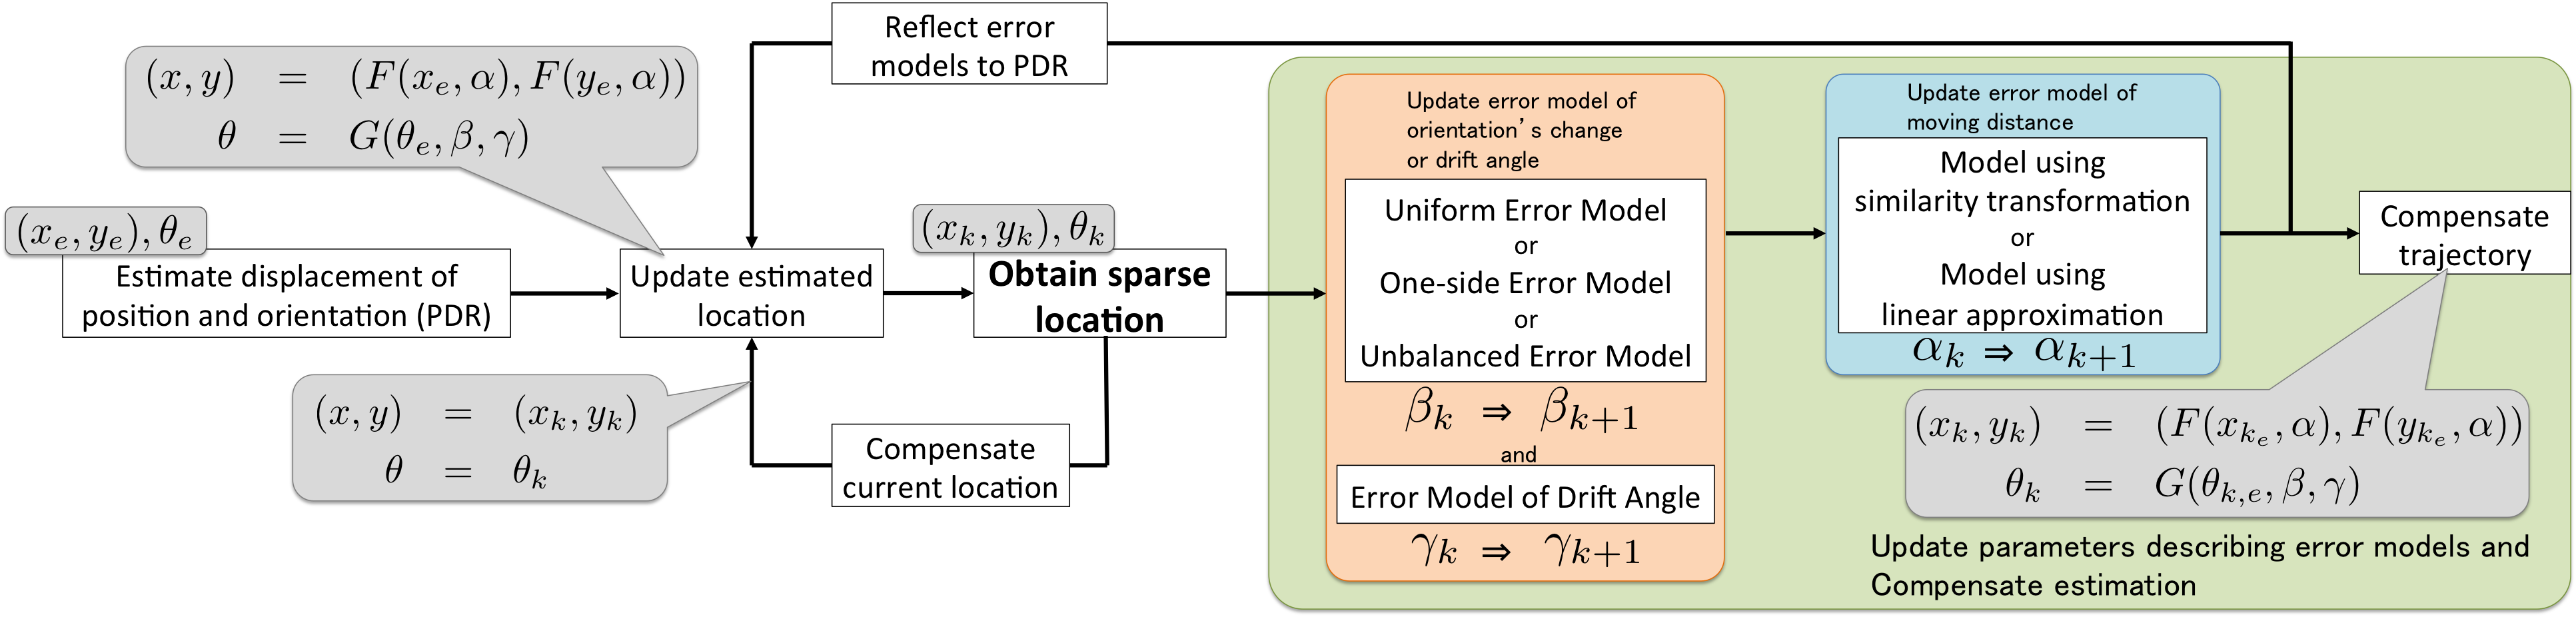 Reflect error
models to PDR
(x, y) = (F(x_e, α), F(y_e, α))
θ = G(θ_e, β, γ)
(x_e, y_e), θ_e
Estimate displacement of
position and orientation (PDR)
Update estimated
location
(x_k, y_k), θ_k
Obtain sparse
location
(x, y) = (x_k, y_k)
θ = θ_k
Compensate
current location
Update error model of
orientation's change
or drift angle
Uniform Error Model
or
One-side Error Model
or
Unbalanced Error Model
β_k ⇒ β_{k+1}
and
Error Model of Drift Angle
γ_k ⇒ γ_{k+1}
Update error model of
moving distance
Model using
similarity transformation
or
Model using
linear approximation
α_k ⇒ α_{k+1}
Compensate
trajectory
(x_k, y_k) = (F(x_{k_e}, α), F(y_{k_e}, α))
θ_k = G(θ_{k,e}, β, γ)
Update parameters describing error models and
Compensate estimation